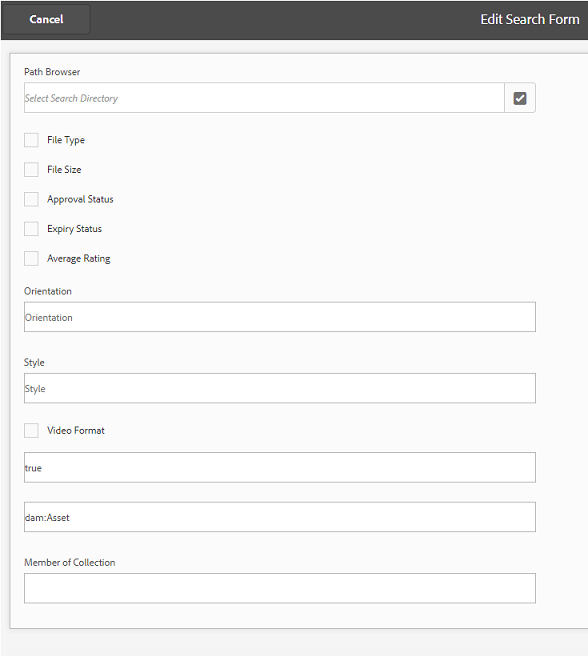 Cancel
Edit Search Form
Path Browser
Select Search Directory
File Type
File Size
Approval Status
Expiry Status
Average Rating
Orientation
Orientation
Style
Style
Video Format
true
dam:Asset
Member of Collection